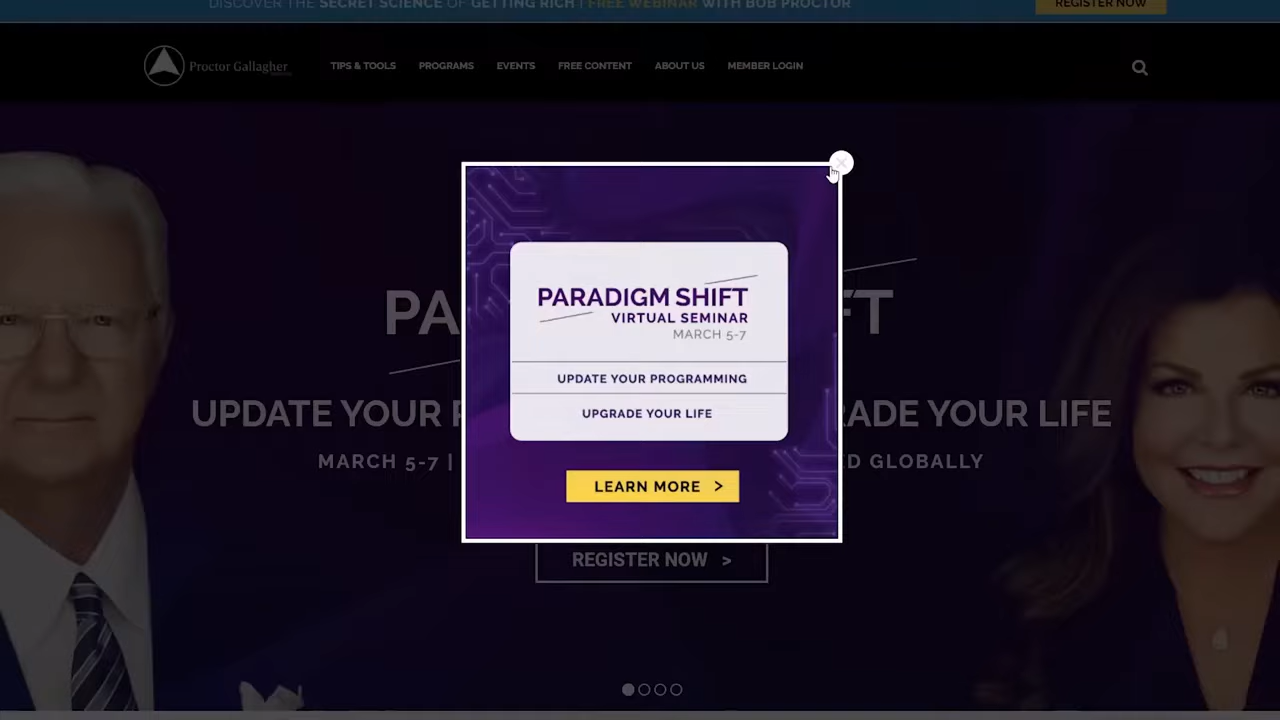 DISCOVER THE SECRET SCIENCE OF GETTING RICH | FREE WEBINAR WITH BOB PROCTOR
REGISTER NOW
Proctor Gallagher
TIPS & TOOLS
PROGRAMS
EVENTS
FREE CONTENT
ABOUT US
MEMBER LOGIN
PARADIGM SHIFT
VIRTUAL SEMINAR
MARCH 5-7
UPDATE YOUR PROGRAMMING
UPGRADE YOUR LIFE
LEARN MORE >
PA FT
UPDATE YOUR RADE YOUR LIFE
MARCH 5-7 | D GLOBALLY
REGISTER NOW >